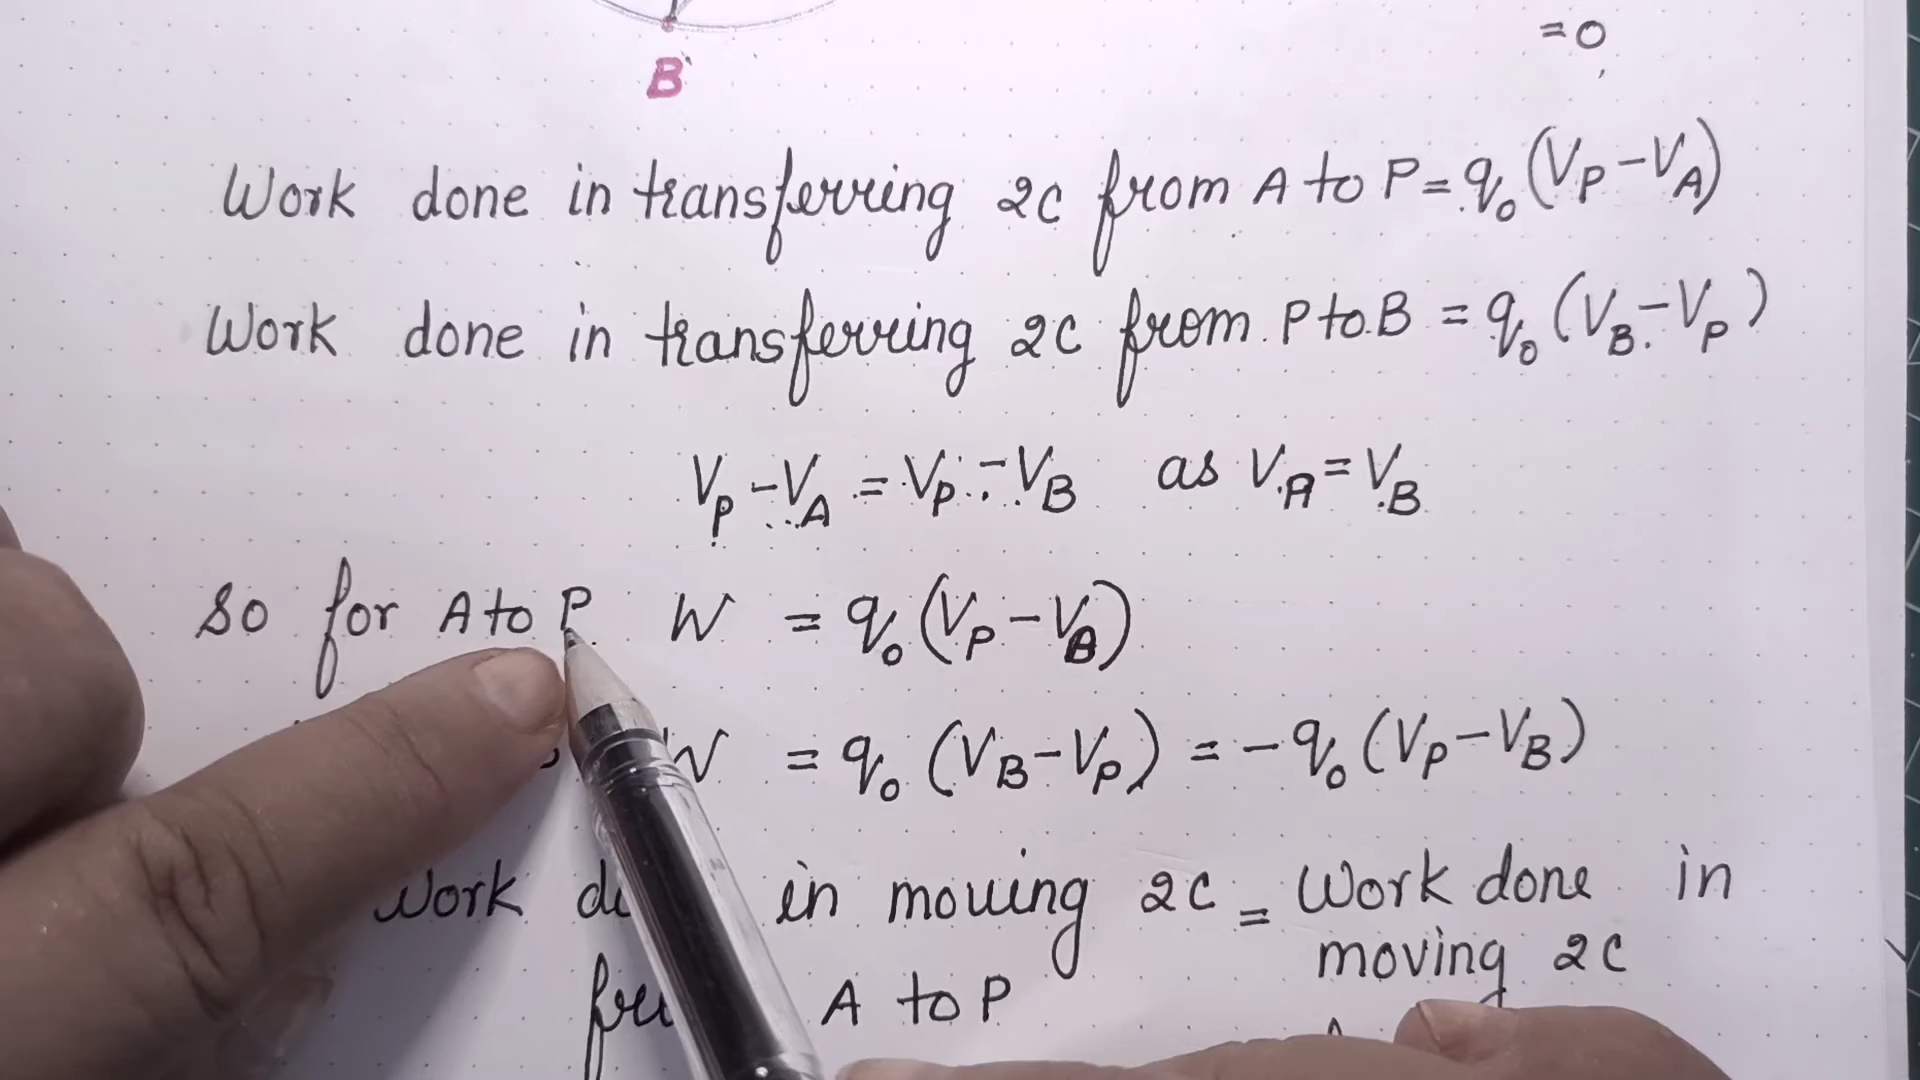 B
=0
Work done in transferring 2C from A to P = q₀(V_P - V_A)
Work done in transferring 2C from P to B = q₀(V_B - V_P)
V_P - V_A = V_P - V_B as V_A = V_B
So for A to P W = q₀(V_P - V_B)
W = q₀(V_B - V_P) = -q₀(V_P - V_B)
Work in moving 2C = Work done in
moving 2C
A to P